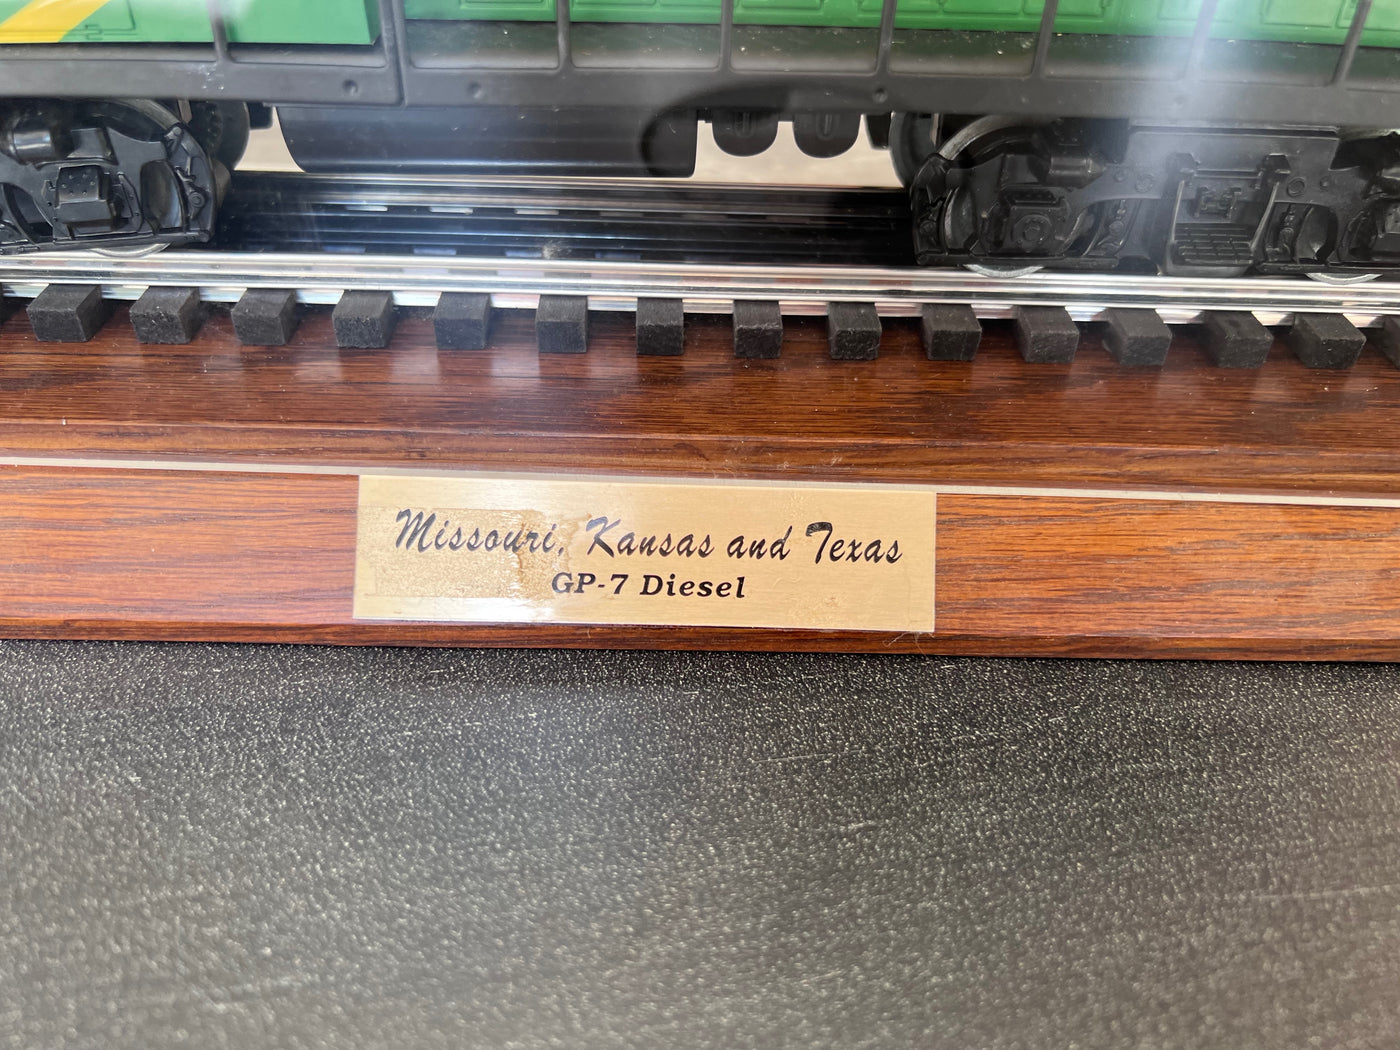 Missouri, Kansas and Texas
GP-7 Diesel